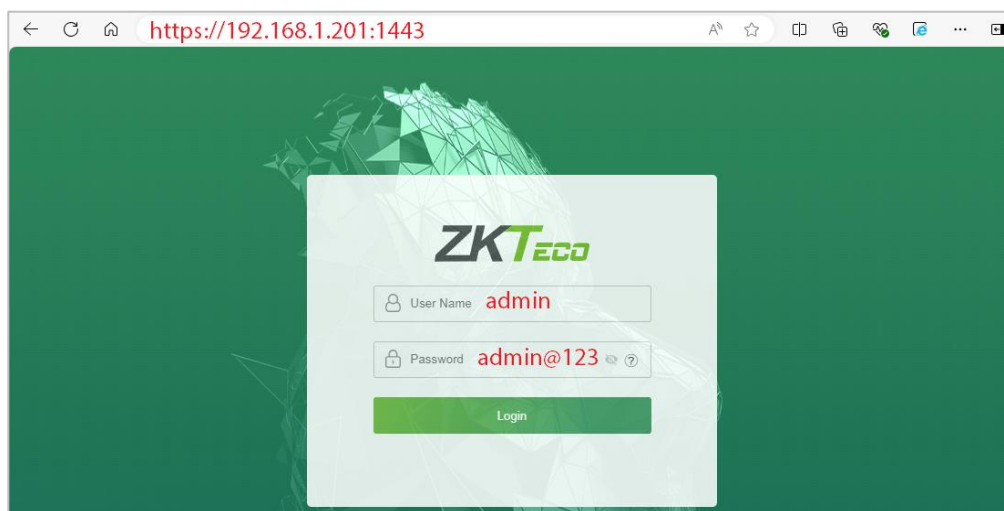 https://192.168.1.201:1443
ZKTECO
User Name admin
Password admin@123
Login